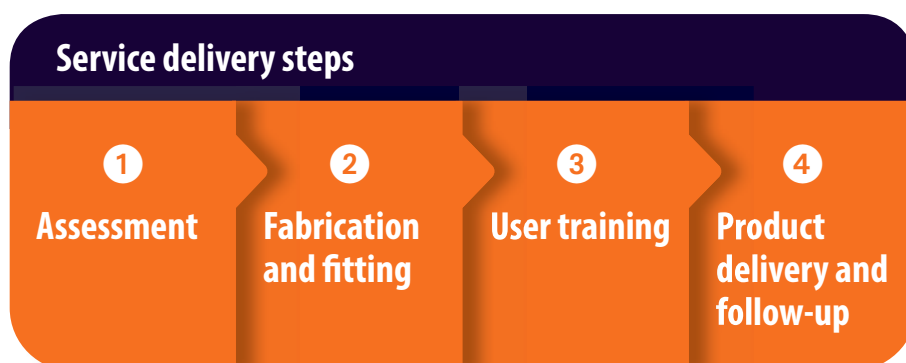 Service delivery steps
1
Assessment
2
Fabrication
and fitting
3
User training
4
Product
delivery and
follow-up